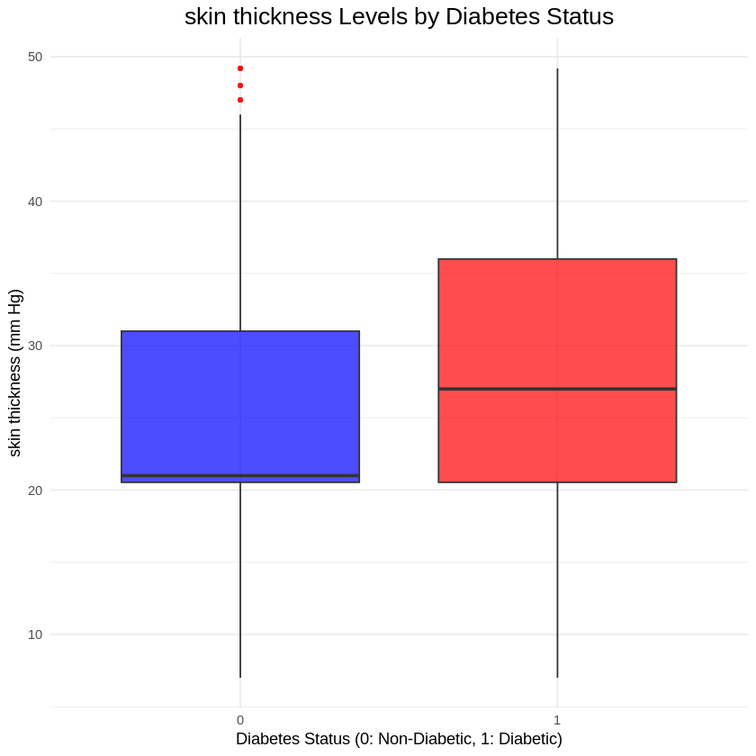 skin thickness Levels by Diabetes Status
50
40
30
20
10
skin thickness (mm Hg)
0
1
Diabetes Status (0: Non-Diabetic, 1: Diabetic)